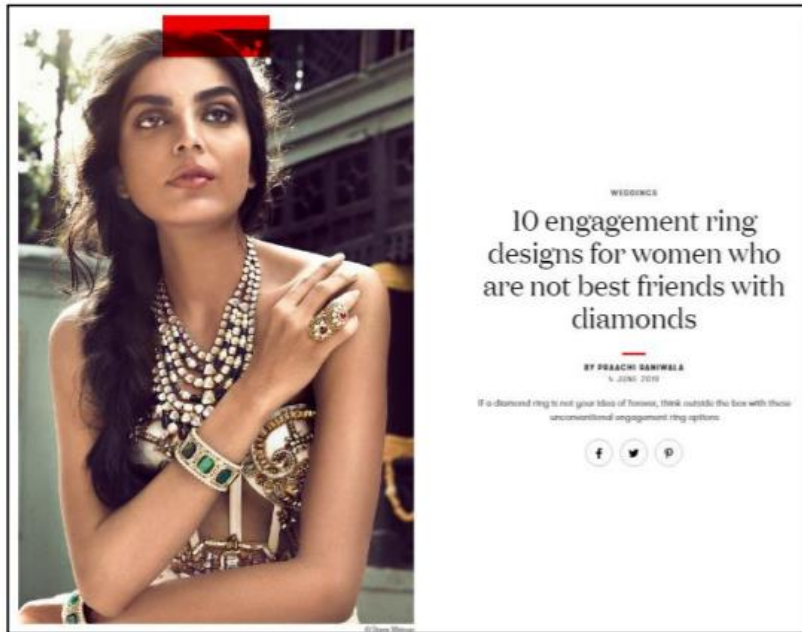 WEDDINGS
10 engagement ring
designs for women who
are not best friends with
diamonds
BY PRAACHI RANIWALA
5 JUNE 2019
If a diamond ring is not your idea of forever, think outside the box with these
unconventional engagement ring options